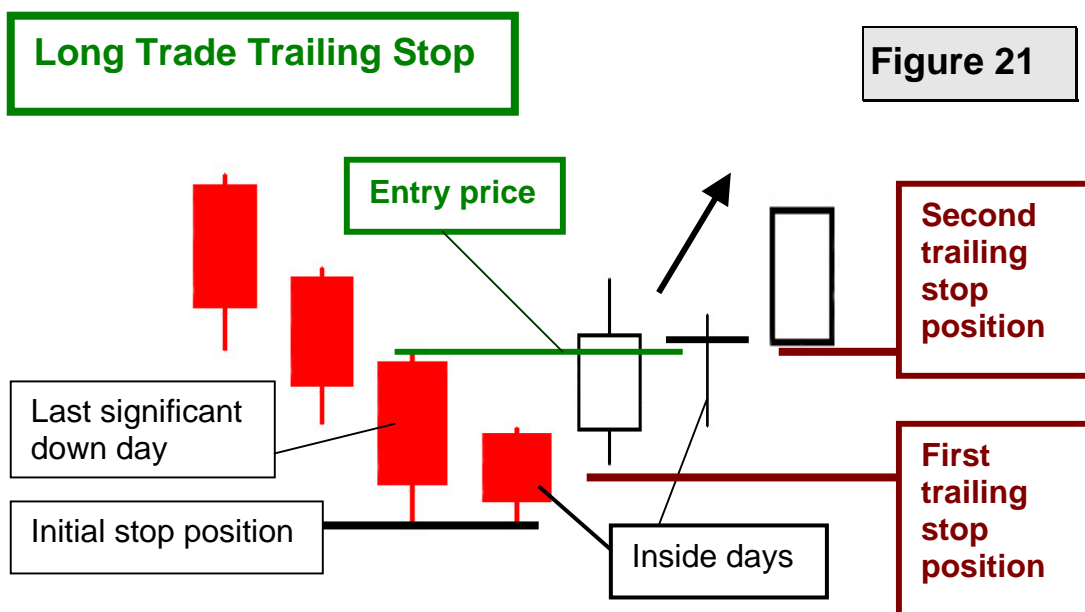 Long Trade Trailing Stop
Figure 21
Entry price
Second
trailing
stop
position
Last significant
down day
First
trailing
stop
position
Initial stop position
Inside days